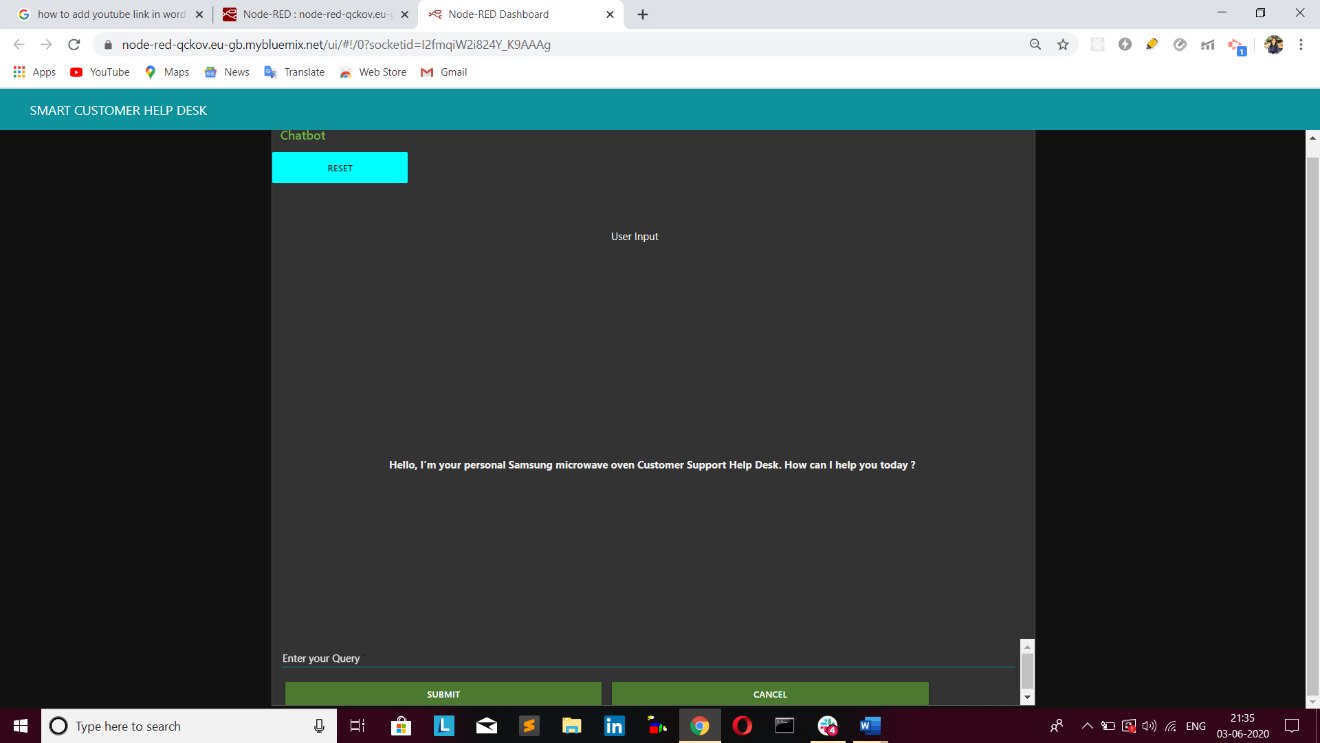 how to add youtube link in word
Node-RED : node-red-qckov.eu-g
Node-RED Dashboard
node-red-qckov.eu-gb.mybluemix.net/ui/#!/0?socketid=I2fmqiW2i824Y_K9AAAg
1
Apps
YouTube
Maps
News
Translate
Web Store
Gmail
SMART CUSTOMER HELP DESK
Chatbot
RESET
User Input
Hello, I'm your personal Samsung microwave oven Customer Support Help Desk. How can I help you today ?
Enter your Query
SUBMIT
CANCEL
Type here to search
L
in
4
W
ENG
21:35
03-06-2020